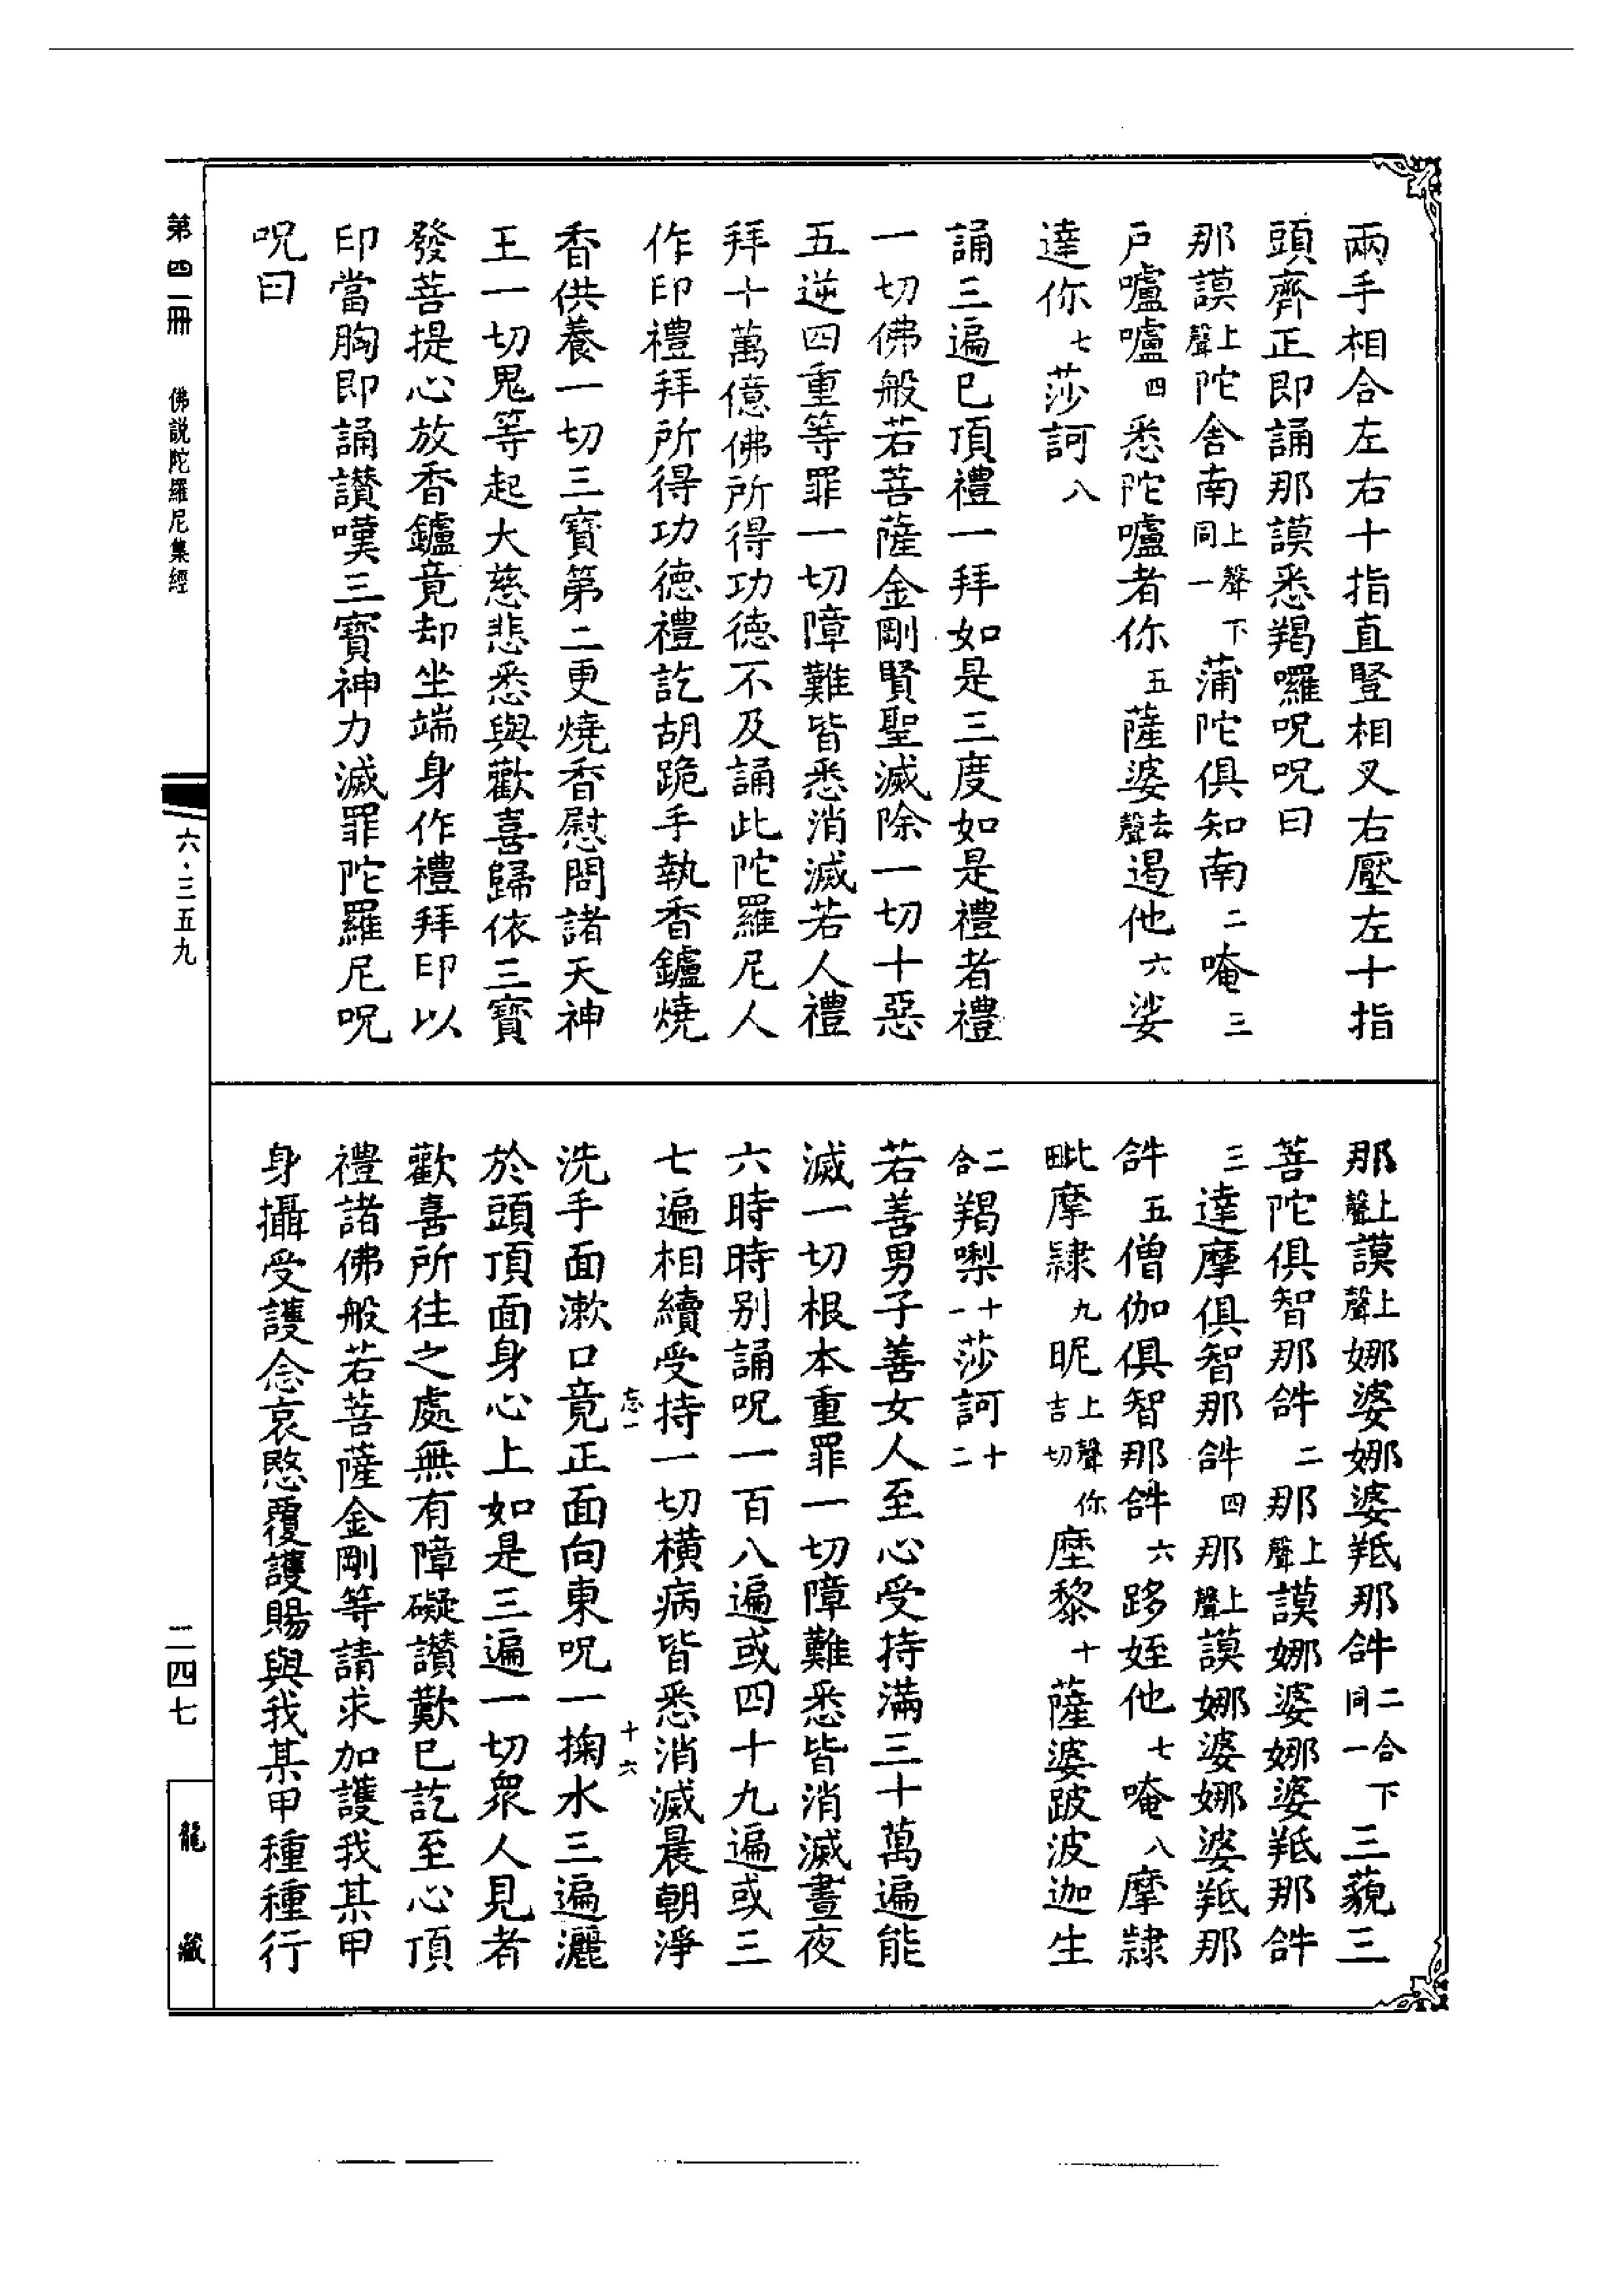 兩手相合左右十指直豎相叉右壓左十指
頭齊正即誦那謨悉羯囉呪呪曰
那謨上聲陀舍南上聲下同一蒲陀俱知南二唵三
戶嚧嚧四悉陀嚧者你五薩婆去聲遏他六娑
達你七莎訶八
誦三遍已頂禮一拜如是三度如是禮者禮
一切佛般若菩薩金剛賢聖滅除一切十惡
五逆四重等罪一切障難皆悉消滅若人禮
拜十萬億佛所得功德不及誦此陀羅尼人
作印禮拜所得功德禮訖胡跪手執香鑪燒
香供養一切三寶第二更燒香慰問諸天神
王一切鬼等起大慈悲悉與歡喜歸依三寶
發菩提心放香鑪竟却坐端身作禮拜印以
印當胸即誦讃嘆三寶神力滅罪陀羅尼呪
呪曰
那上聲謨上聲娜婆娜婆羝那𤙖二合下同一三藐三
菩陀俱智那𤙖二那上聲謨娜婆娜婆羝那𤙖
三達摩俱智那𤙖四那上聲謨娜婆娜婆羝那
𤙖五僧伽俱智那𤙖六跢姪他七唵八摩隸
毗摩隸九昵上聲吉你切塵黎十薩婆跛波迦生
二合羯㗚十一莎訶十二
若善男子善女人至心受持滿三十萬遍能
滅一切根本重罪一切障難悉皆消滅晝夜
六時時别誦呪一百八遍或四十九遍或三
七遍相續受持一切橫病皆悉消滅晨朝淨
忘一 十六
洗手面漱口竟正面向東呪一掬水三遍灑
於頭頂面身心上如是三遍一切衆人見者
歡喜所往之處無有障礙讃歎已訖至心頂
禮諸佛般若菩薩金剛等請求加護我某甲
身攝受護念哀愍覆護賜與我某甲種種行
第四二冊 佛説陀羅尼集經
六·三五九
二四七
龍藏